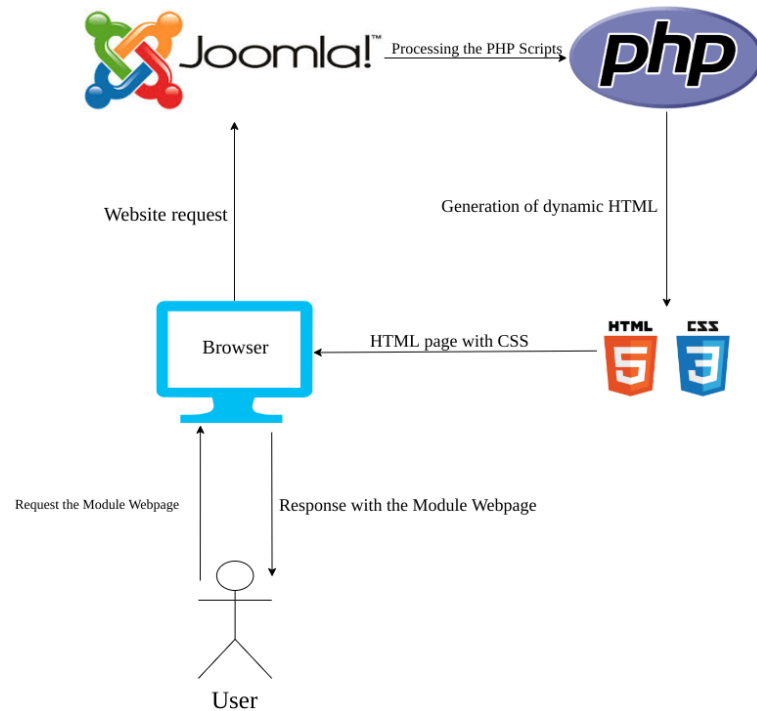 Joomla!™
Processing the PHP Scripts
php
Website request
Generation of dynamic HTML
HTML
CSS
5
3
Browser
HTML page with CSS
Request the Module Webpage
Response with the Module Webpage
User